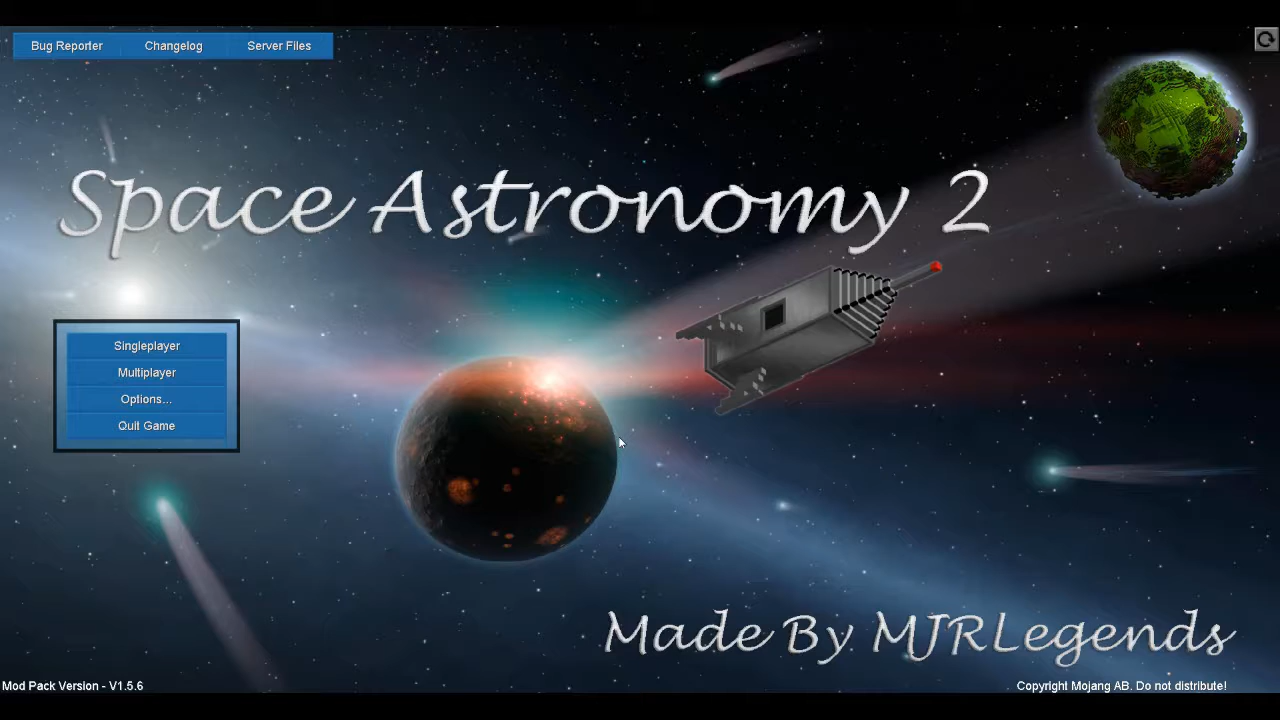 Bug Reporter
Changelog
Server Files
Space Astronomy 2
Singleplayer
Multiplayer
Options...
Quit Game
Made By MJRLegends
Mod Pack Version - V1.5.6
Copyright Mojang AB. Do not distribute!